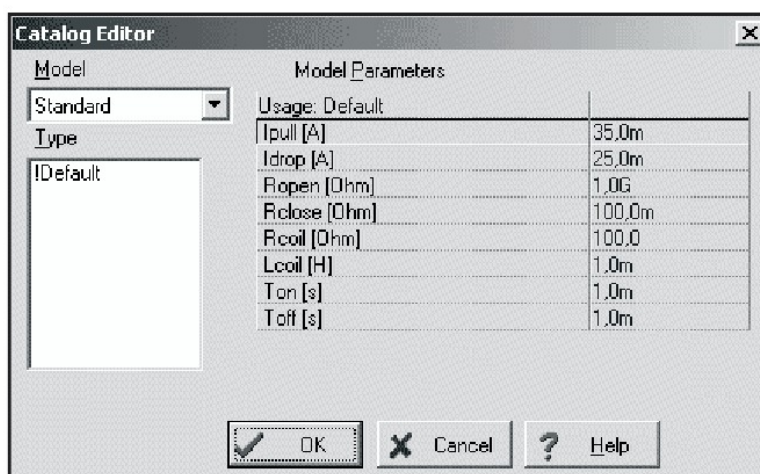 Catalog Editor
Model
Standard
Type
!Default
Model Parameters
Usage: Default
Ipull [A] 35,0m
Idrop [A] 25,0m
Ropen [Ohm] 1,0G
Rclose [Ohm] 100,0m
Rcoil [Ohm] 100,0
Lcoil [H] 1,0m
Ton [s] 1,0m
Toff [s] 1,0m
OK Cancel Help